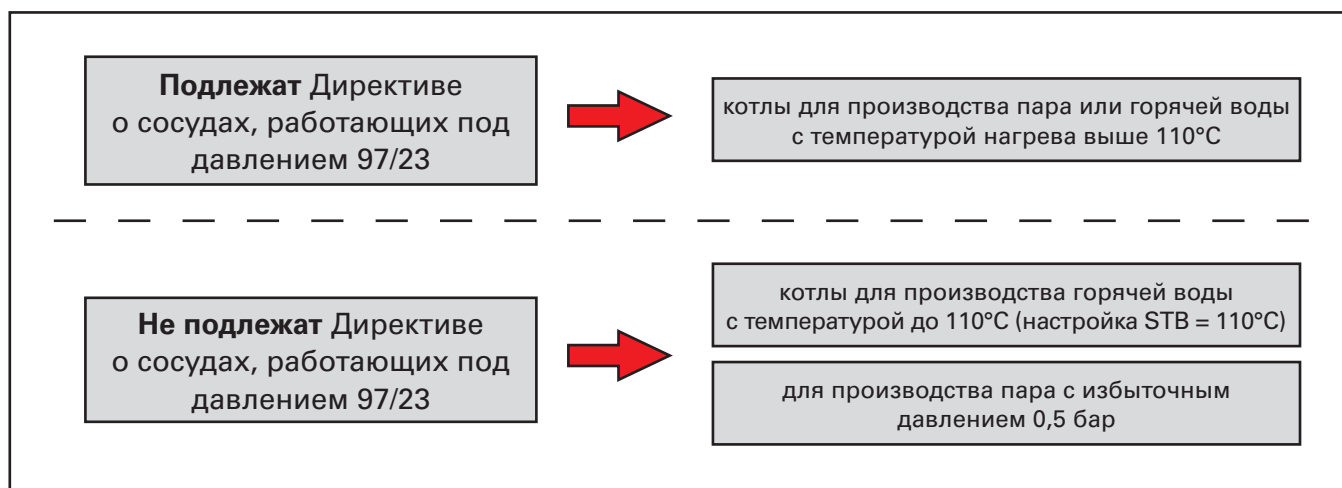 Подлежат Директиве
о сосудах, работающих под
давлением 97/23
котлы для производства пара или горячей воды
с температурой нагрева выше 110°C
Не подлежат Директиве
о сосудах, работающих под
давлением 97/23
котлы для производства горячей воды
с температурой до 110°C (настройка STB = 110°C)
для производства пара с избыточным
давлением 0,5 бар